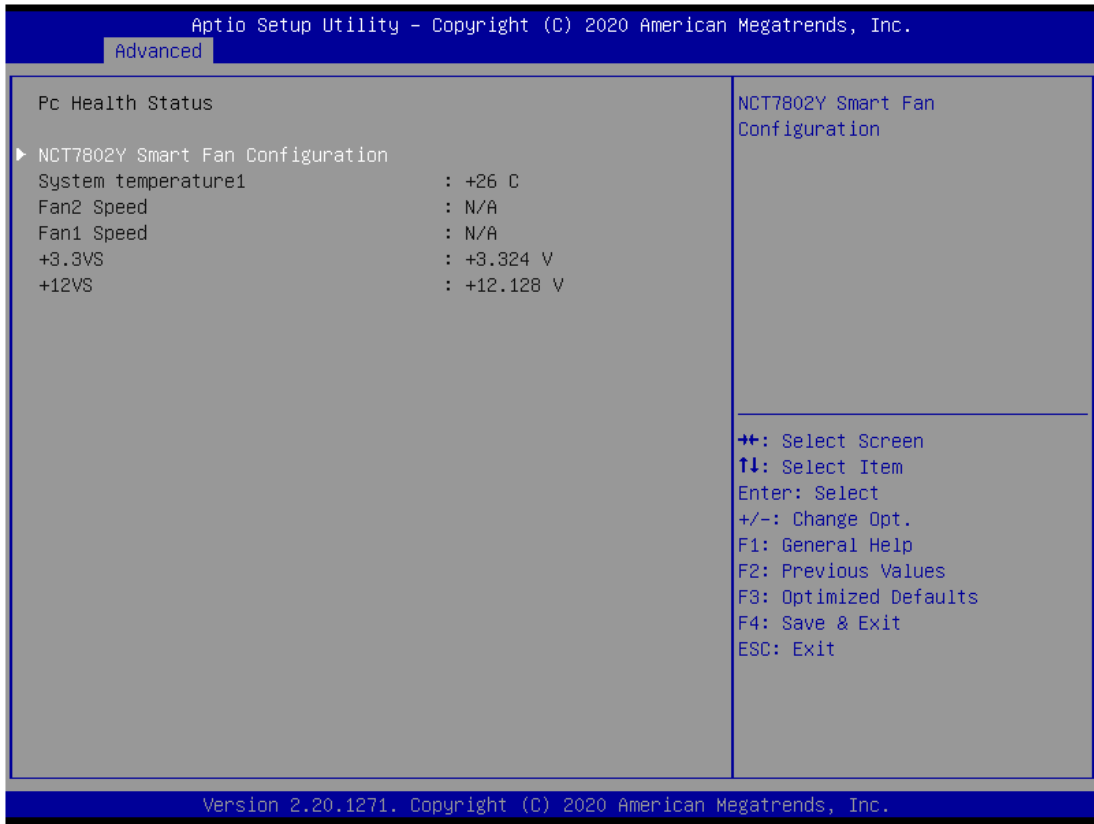 Aptio Setup Utility – Copyright (C) 2020 American Megatrends, Inc.
Advanced
Pc Health Status
▶ NCT7802Y Smart Fan Configuration
System temperature1 : +26 C
Fan2 Speed : N/A
Fan1 Speed : N/A
+3.3VS : +3.324 V
+12VS : +12.128 V
NCT7802Y Smart Fan
Configuration
→←: Select Screen
↑↓: Select Item
Enter: Select
+/-: Change Opt.
F1: General Help
F2: Previous Values
F3: Optimized Defaults
F4: Save & Exit
ESC: Exit
Version 2.20.1271. Copyright (C) 2020 American Megatrends, Inc.